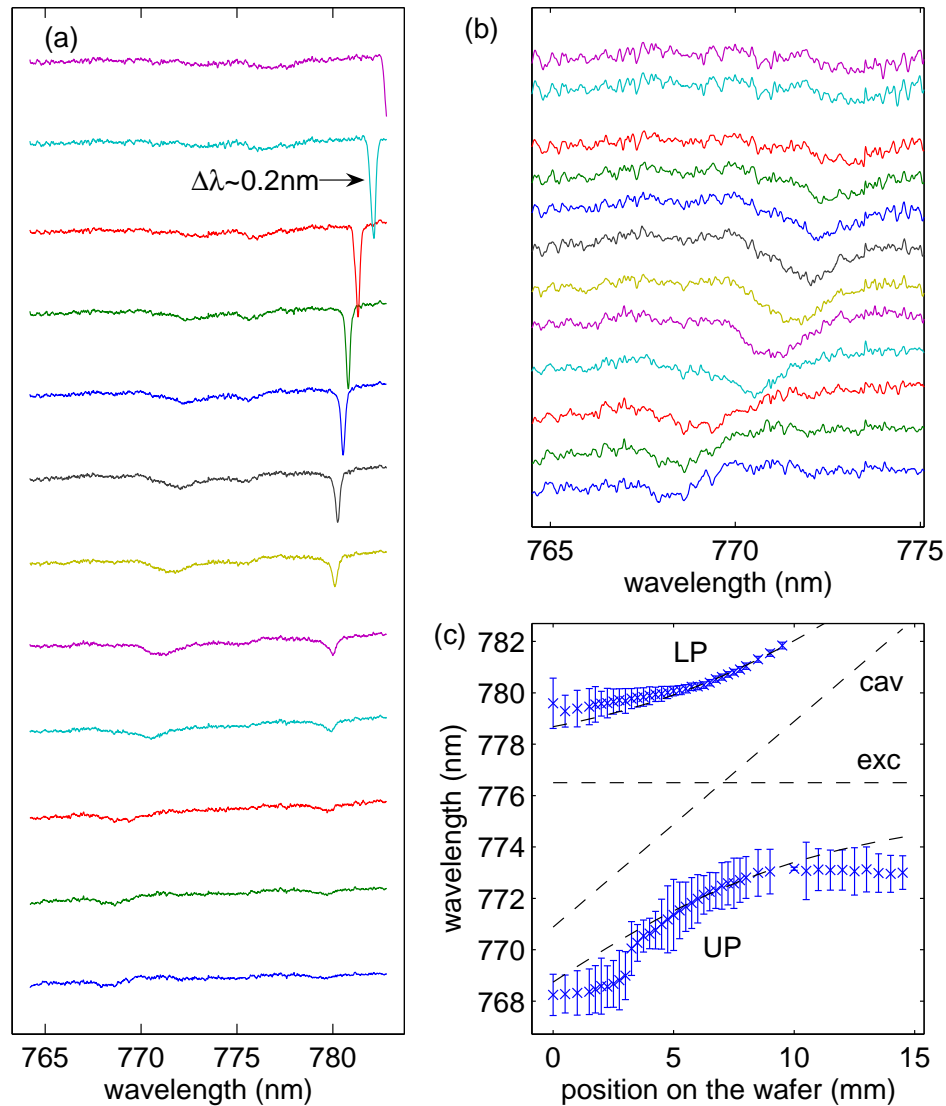 (a)
Δλ~0.2nm
765 770 775 780
wavelength (nm)
(b)
765 770 775
wavelength (nm)
(c)
782
780
778
776
774
772
770
768
wavelength (nm)
LP
cav
exc
UP
0 5 10 15
position on the wafer (mm)